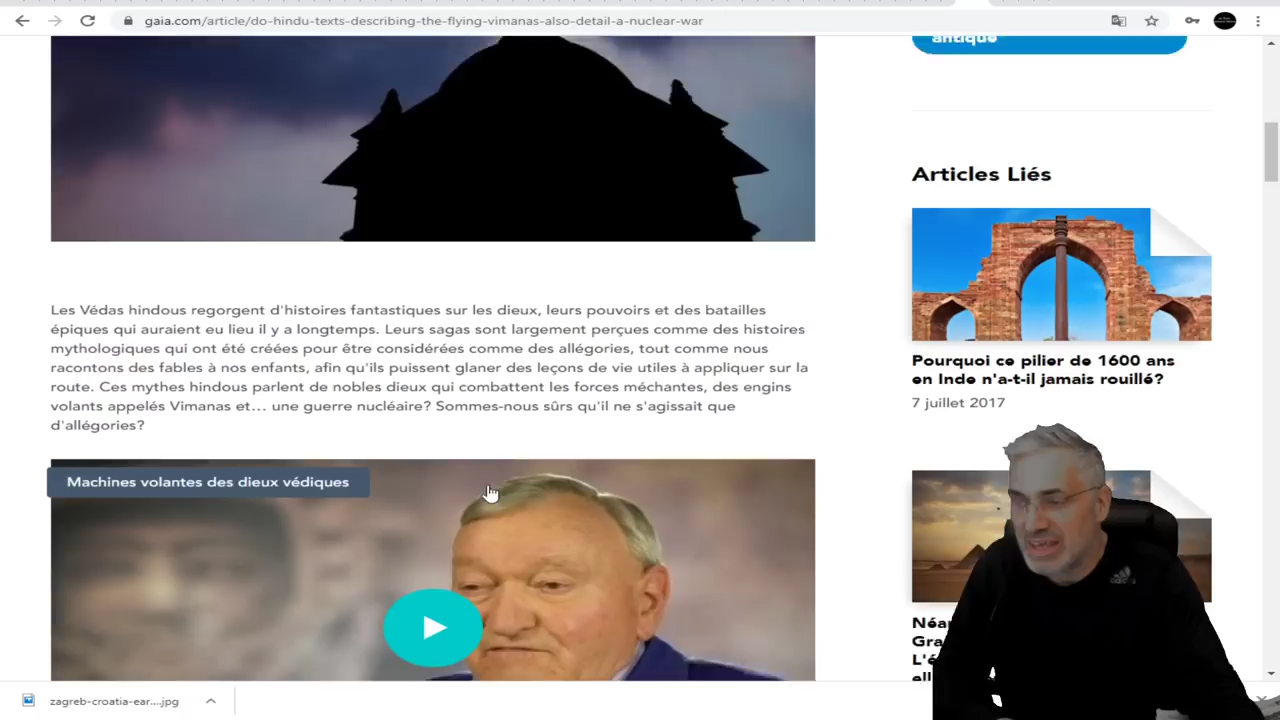 gaia.com/article/do-hindu-texts-describing-the-flying-vimanas-also-detail-a-nuclear-war
antique
Articles Liés
Les Védas hindous regorgent d'histoires fantastiques sur les dieux, leurs pouvoirs et des batailles
épiques qui auraient eu lieu il y a longtemps. Leurs sagas sont largement perçues comme des histoires
mythologiques qui ont été créées pour être considérées comme des allégories, tout comme nous
racontons des fables à nos enfants, afin qu'ils puissent glaner des leçons de vie utiles à appliquer sur la
route. Ces mythes hindous parlent de nobles dieux qui combattent les forces méchantes, des engins
volants appelés Vimanas et… une guerre nucléaire? Sommes-nous sûrs qu'il ne s'agissait que
d'allégories?
Pourquoi ce pilier de 1600 ans
en Inde n'a-t-il jamais rouillé?
7 juillet 2017
Machines volantes des dieux védiques
zagreb-croatia-ear....jpg